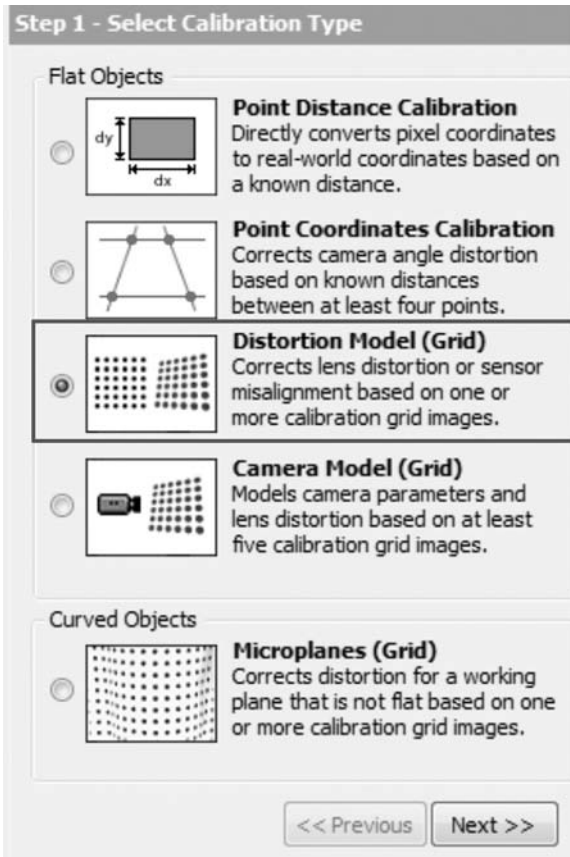 Step 1 - Select Calibration Type
Flat Objects
dy
dx
Point Distance Calibration
Directly converts pixel coordinates
to real-world coordinates based on
a known distance.
Point Coordinates Calibration
Corrects camera angle distortion
based on known distances
between at least four points.
Distortion Model (Grid)
Corrects lens distortion or sensor
misalignment based on one or
more calibration grid images.
Camera Model (Grid)
Models camera parameters and
lens distortion based on at least
five calibration grid images.
Curved Objects
Microplanes (Grid)
Corrects distortion for a working
plane that is not flat based on one
or more calibration grid images.
<< Previous
Next >>